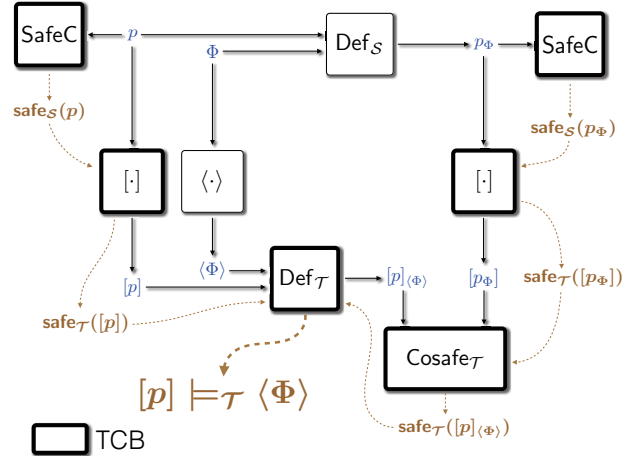 SafeC p Def_𝒮 p_Φ SafeC
Φ
safe_𝒮(p) safe_𝒮(p_Φ)
[·] ⟨·⟩ [·]
[p] ⟨Φ⟩ Def_𝒯 [p]_⟨Φ⟩ [p_Φ] safe_𝒯([p_Φ])
safe_𝒯([p])
Cosafe_𝒯
[p] ⊨_𝒯 ⟨Φ⟩
safe_𝒯([p]_⟨Φ⟩)
TCB